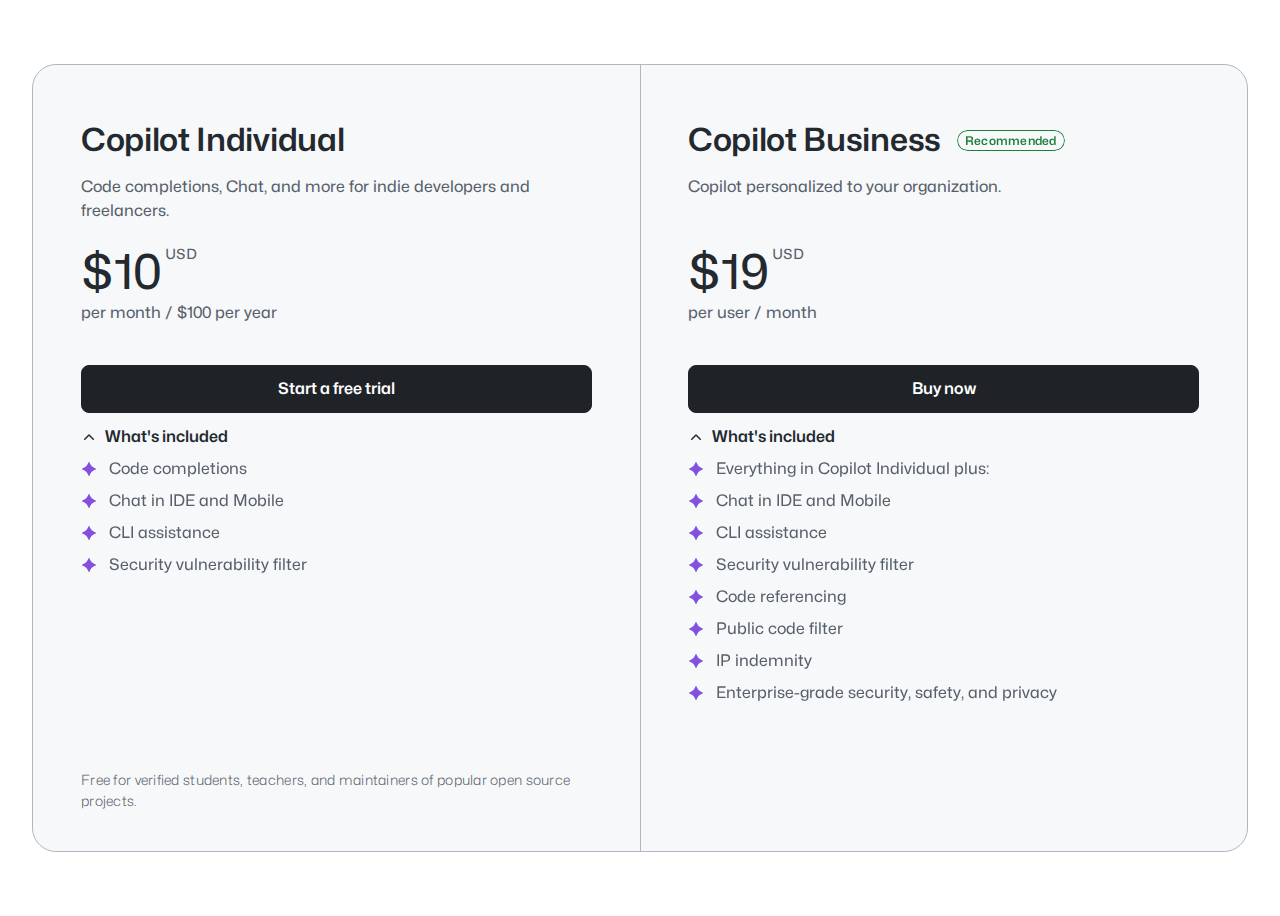 Copilot Individual
Code completions, Chat, and more for indie developers and
freelancers.
$10 USD
per month / $100 per year
Start a free trial
What's included
Code completions
Chat in IDE and Mobile
CLI assistance
Security vulnerability filter
Free for verified students, teachers, and maintainers of popular open source
projects.
Copilot Business Recommended
Copilot personalized to your organization.
$19 USD
per user / month
Buy now
What's included
Everything in Copilot Individual plus:
Chat in IDE and Mobile
CLI assistance
Security vulnerability filter
Code referencing
Public code filter
IP indemnity
Enterprise-grade security, safety, and privacy